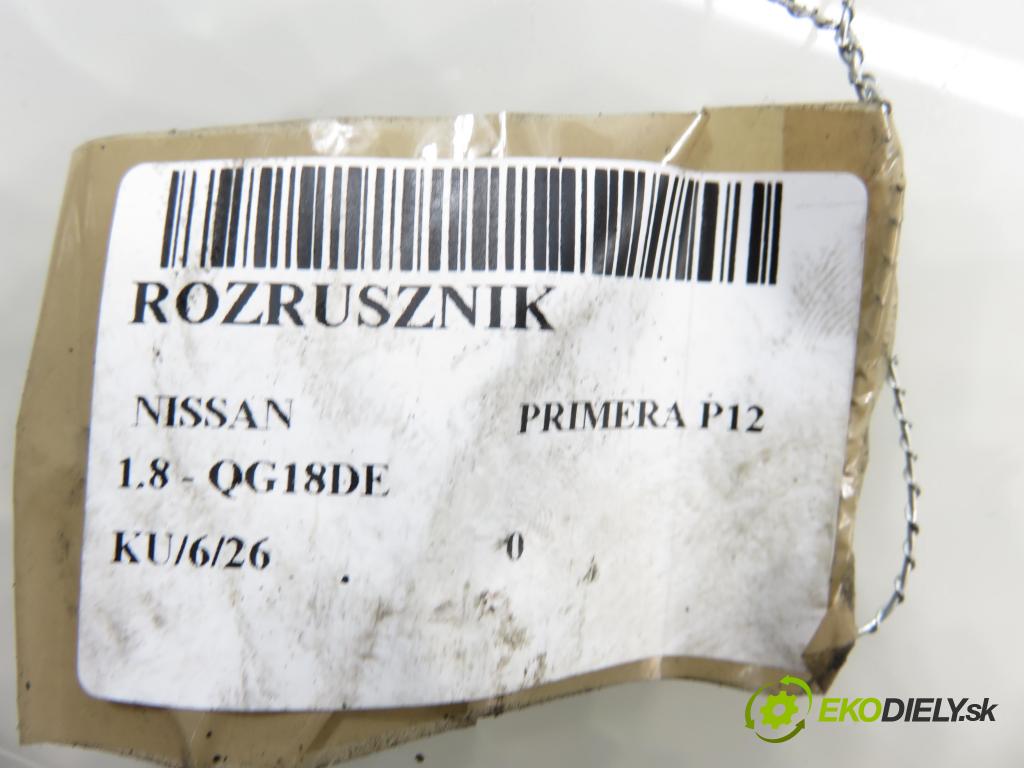 ROZRUSZNIK
NISSAN PRIMERA P12
1.8 - QG18DE
KU/6/26 0
EKODIELY.sk